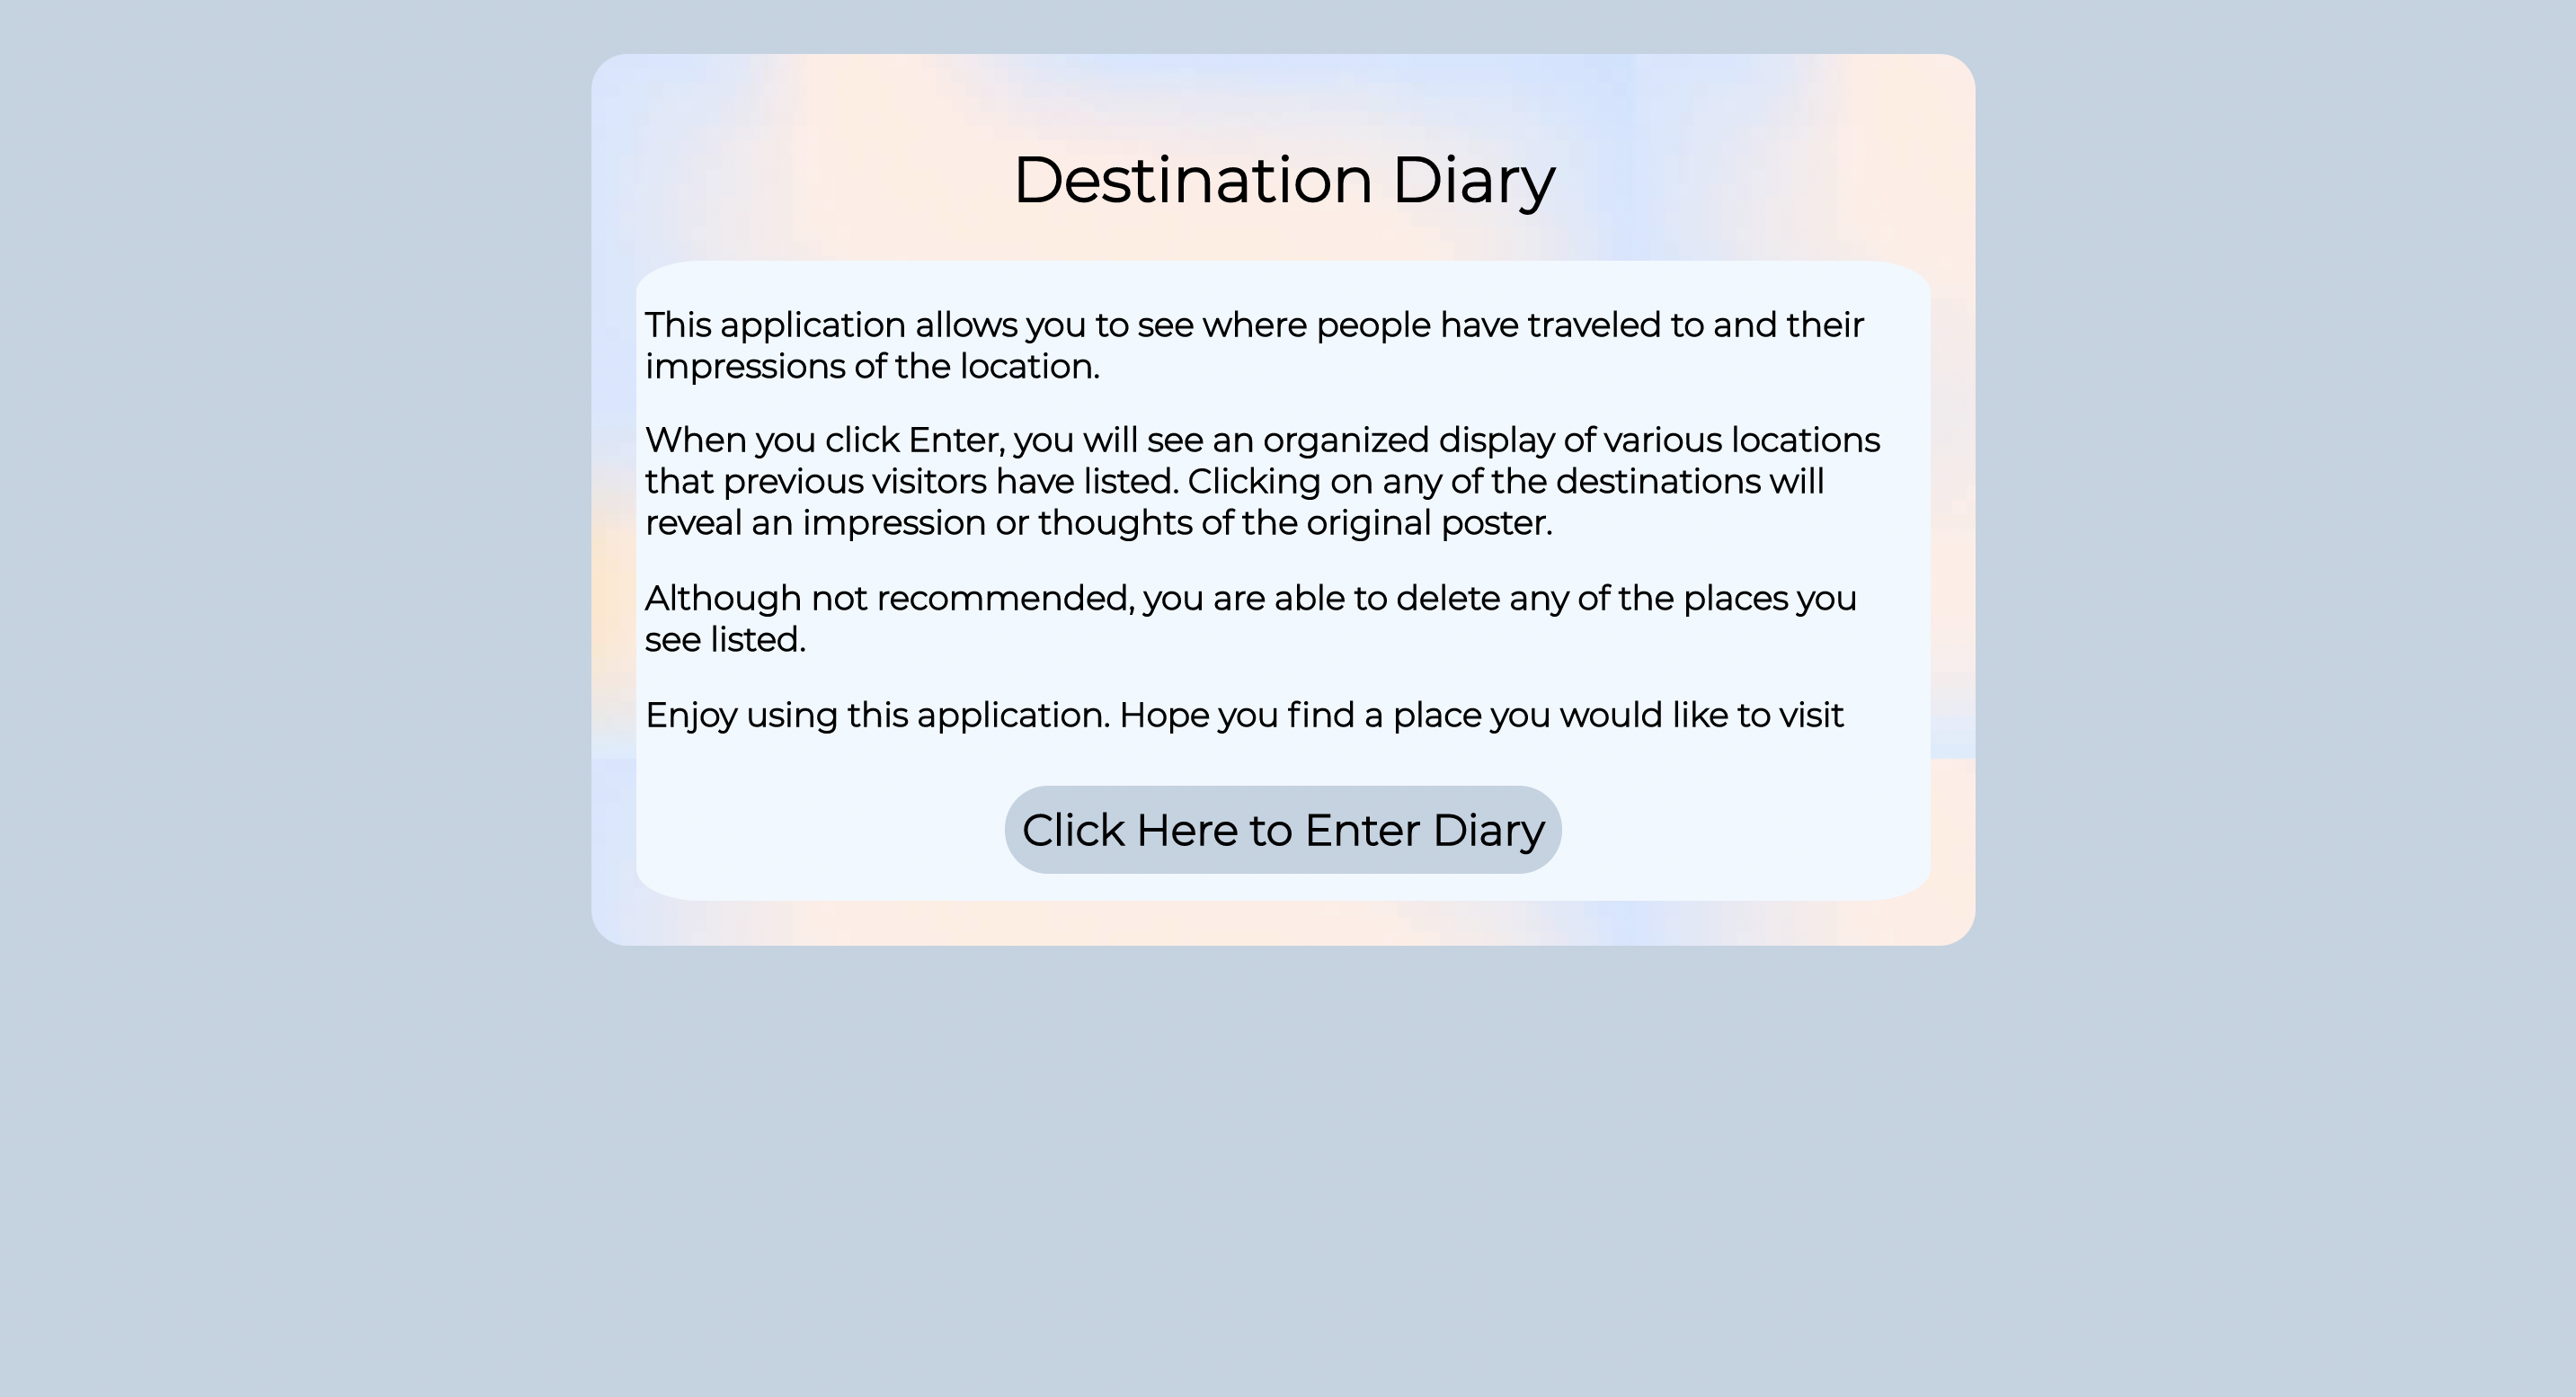 Destination Diary
This application allows you to see where people have traveled to and their
impressions of the location.
When you click Enter, you will see an organized display of various locations
that previous visitors have listed. Clicking on any of the destinations will
reveal an impression or thoughts of the original poster.
Although not recommended, you are able to delete any of the places you
see listed.
Enjoy using this application. Hope you find a place you would like to visit
Click Here to Enter Diary